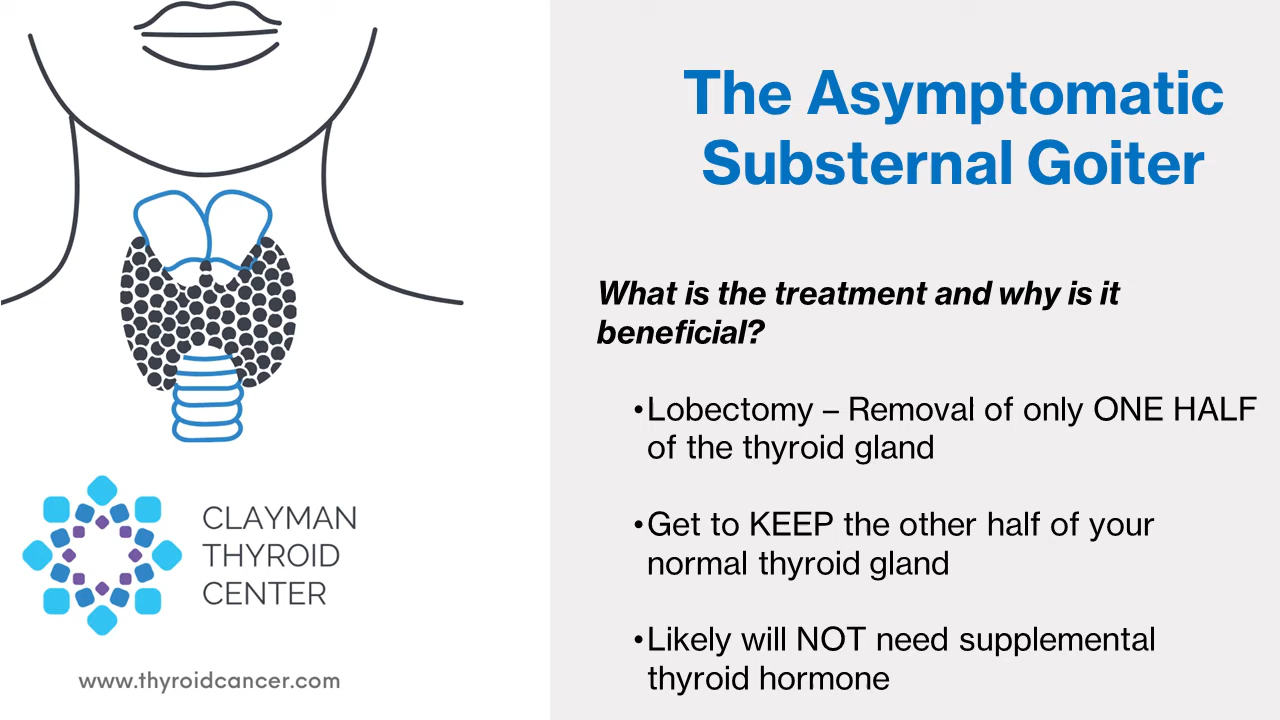 The Asymptomatic
Substernal Goiter
What is the treatment and why is it
beneficial?
•Lobectomy – Removal of only ONE HALF
of the thyroid gland
•Get to KEEP the other half of your
normal thyroid gland
•Likely will NOT need supplemental
thyroid hormone
CLAYMAN
THYROID
CENTER
www.thyroidcancer.com